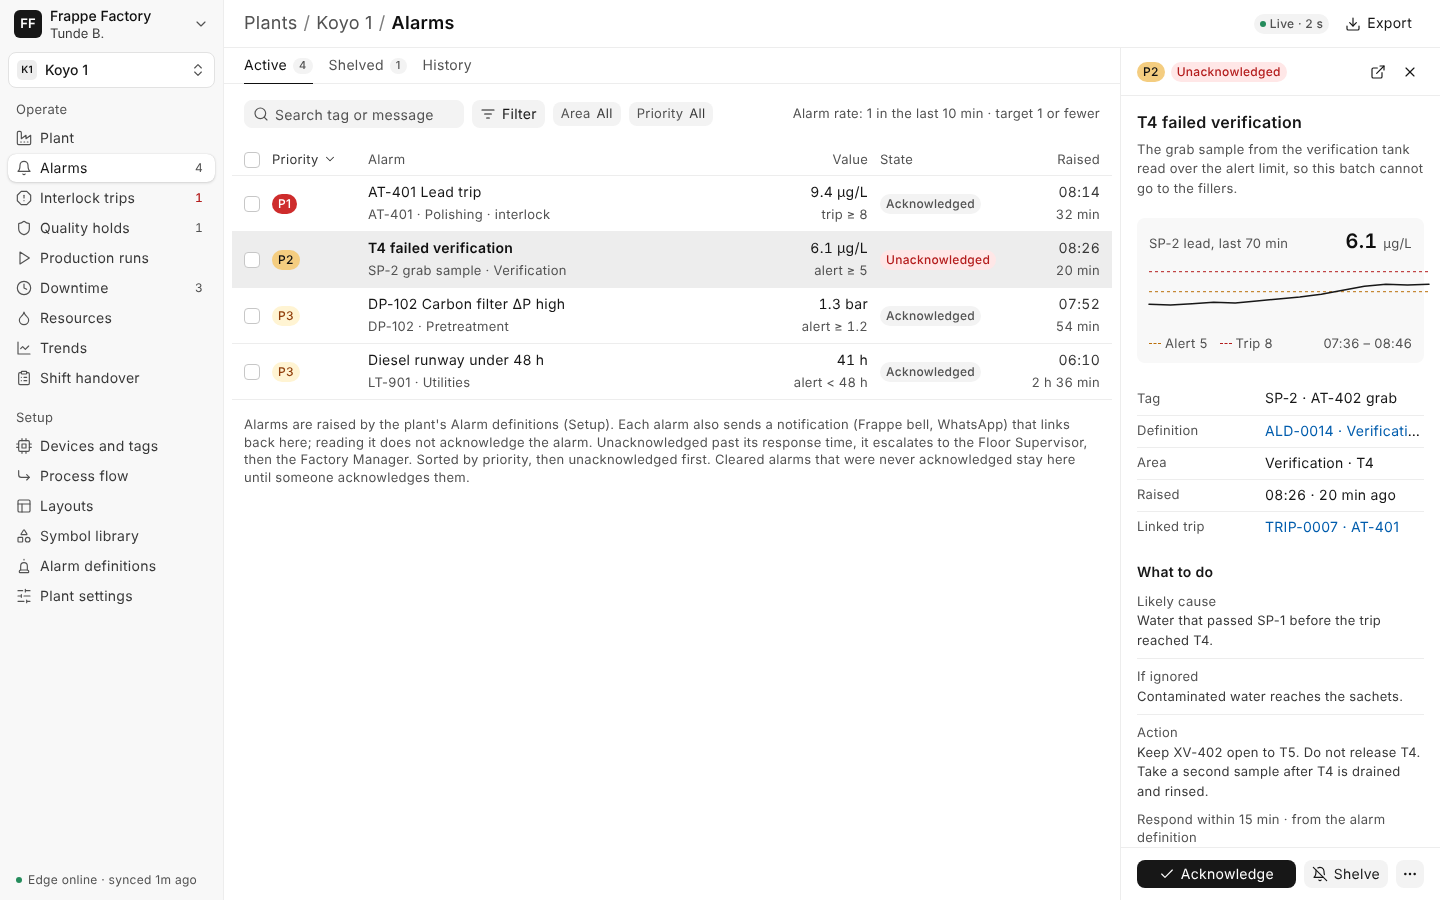 FF
Frappe Factory
Tunde B.
K1 Koyo 1
Operate
Plant
Alarms 4
Interlock trips 1
Quality holds 1
Production runs
Downtime 3
Resources
Trends
Shift handover
Setup
Devices and tags
Process flow
Layouts
Symbol library
Alarm definitions
Plant settings
Edge online · synced 1m ago
Plants / Koyo 1 / Alarms
Live · 2 s
Export
Active 4 Shelved 1 History
Search tag or message Filter Area All Priority All Alarm rate: 1 in the last 10 min · target 1 or fewer
Priority Alarm Value State Raised
P1 AT-401 Lead trip 9.4 µg/L Acknowledged 08:14
AT-401 · Polishing · interlock trip ≥ 8 32 min
P2 T4 failed verification 6.1 µg/L Unacknowledged 08:26
SP-2 grab sample · Verification alert ≥ 5 20 min
P3 DP-102 Carbon filter ΔP high 1.3 bar Acknowledged 07:52
DP-102 · Pretreatment alert ≥ 1.2 54 min
P3 Diesel runway under 48 h 41 h Acknowledged 06:10
LT-901 · Utilities alert < 48 h 2 h 36 min
Alarms are raised by the plant's Alarm definitions (Setup). Each alarm also sends a notification (Frappe bell, WhatsApp) that links
back here; reading it does not acknowledge the alarm. Unacknowledged past its response time, it escalates to the Floor Supervisor,
then the Factory Manager. Sorted by priority, then unacknowledged first. Cleared alarms that were never acknowledged stay here
until someone acknowledges them.
P2 Unacknowledged
T4 failed verification
The grab sample from the verification tank
read over the alert limit, so this batch cannot
go to the fillers.
SP-2 lead, last 70 min 6.1 µg/L
--- Alert 5 --- Trip 8 07:36 – 08:46
Tag SP-2 · AT-402 grab
Definition ALD-0014 · Verificati...
Area Verification · T4
Raised 08:26 · 20 min ago
Linked trip TRIP-0007 · AT-401
What to do
Likely cause
Water that passed SP-1 before the trip
reached T4.
If ignored
Contaminated water reaches the sachets.
Action
Keep XV-402 open to T5. Do not release T4.
Take a second sample after T4 is drained
and rinsed.
Respond within 15 min · from the alarm
definition
Acknowledge Shelve ...